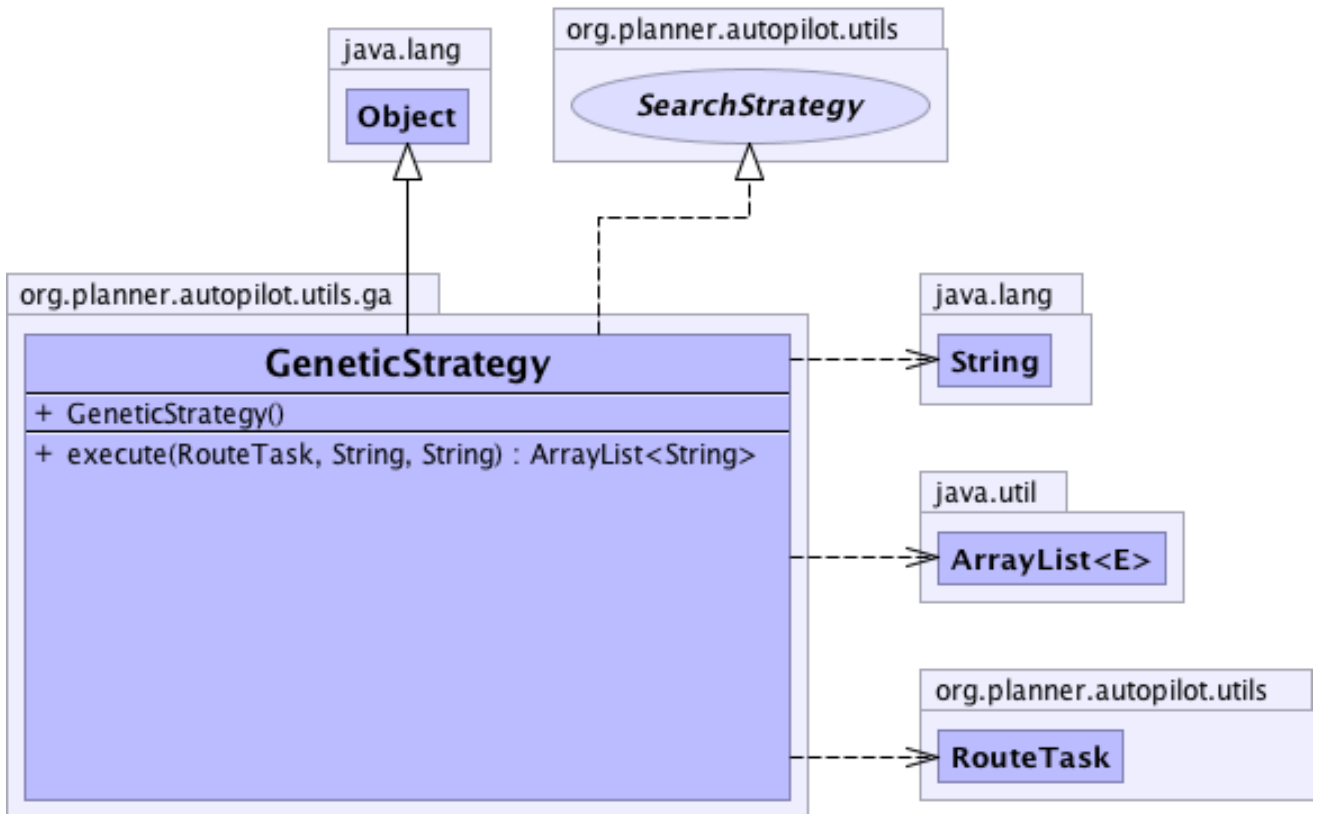 org.planner.autopilot.utils
java.lang
SearchStrategy
Object
org.planner.autopilot.utils.ga
java.lang
GeneticStrategy
String
+ GeneticStrategy()
+ execute(RouteTask, String, String) : ArrayList<String>
java.util
ArrayList<E>
org.planner.autopilot.utils
RouteTask